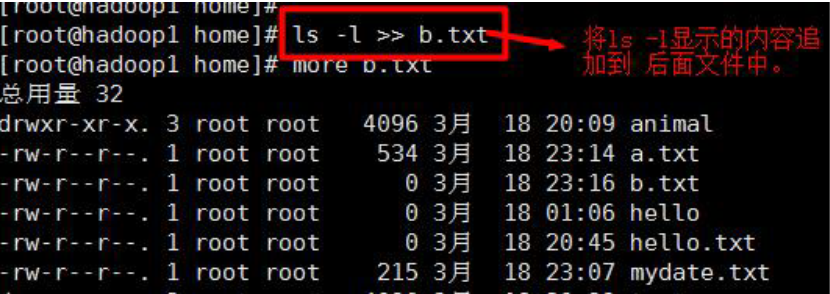 [root@hadoop1 home]#
[root@hadoop1 home]# ls -l >> b.txt
将ls -l显示的内容追
加到 后面文件中。
[root@hadoop1 home]# more b.txt
总用量 32
drwxr-xr-x. 3 root root 4096 3月 18 20:09 animal
-rw-r--r--. 1 root root 534 3月 18 23:14 a.txt
-rw-r--r--. 1 root root 0 3月 18 23:16 b.txt
-rw-r--r--. 1 root root 0 3月 18 01:06 hello
-rw-r--r--. 1 root root 0 3月 18 20:45 hello.txt
-rw-r--r--. 1 root root 215 3月 18 23:07 mydate.txt